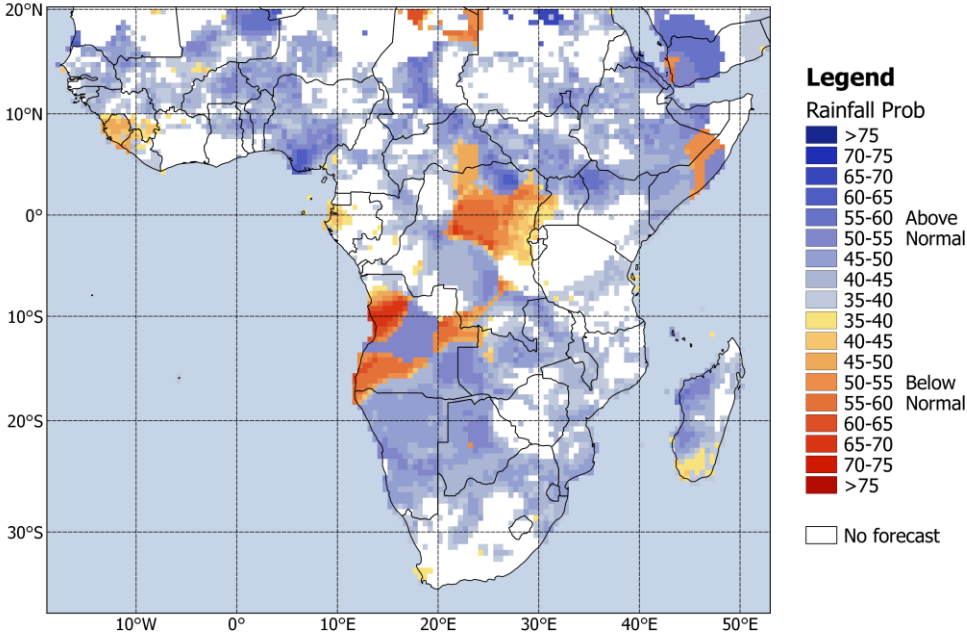 20°N
10°N
0°
10°S
20°S
30°S
10°W
0°
10°E
20°E
30°E
40°E
50°E
Legend
Rainfall Prob
>75
70-75
65-70
60-65
55-60 Above
50-55 Normal
45-50
40-45
35-40
35-40
40-45
45-50
50-55 Below
55-60 Normal
60-65
65-70
70-75
>75
No forecast